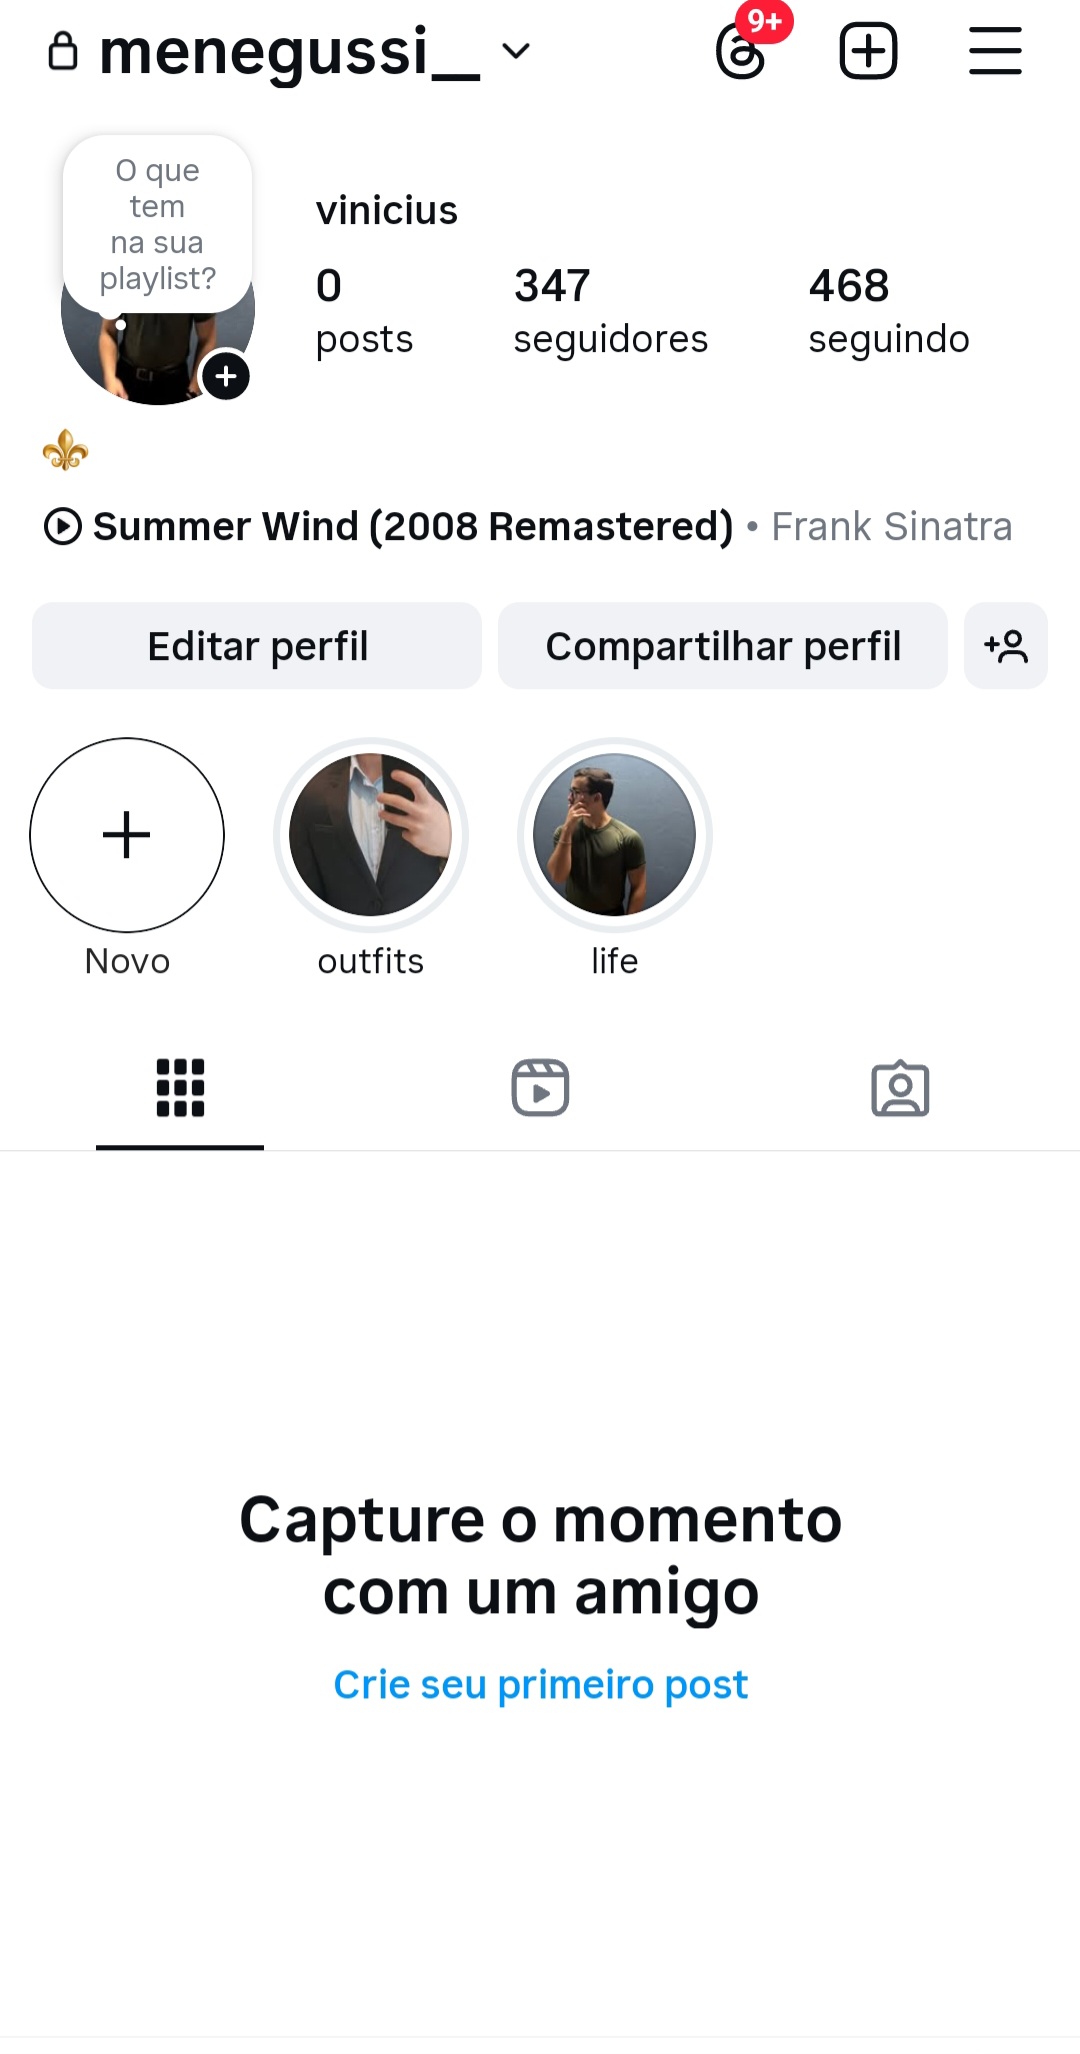 menegussi__
9+
O que
tem
na sua
playlist?
vinicius
0 347 468
posts seguidores seguindo
⚜️
Summer Wind (2008 Remastered) • Frank Sinatra
Editar perfil Compartilhar perfil
Novo outfits life
Capture o momento
com um amigo
Crie seu primeiro post